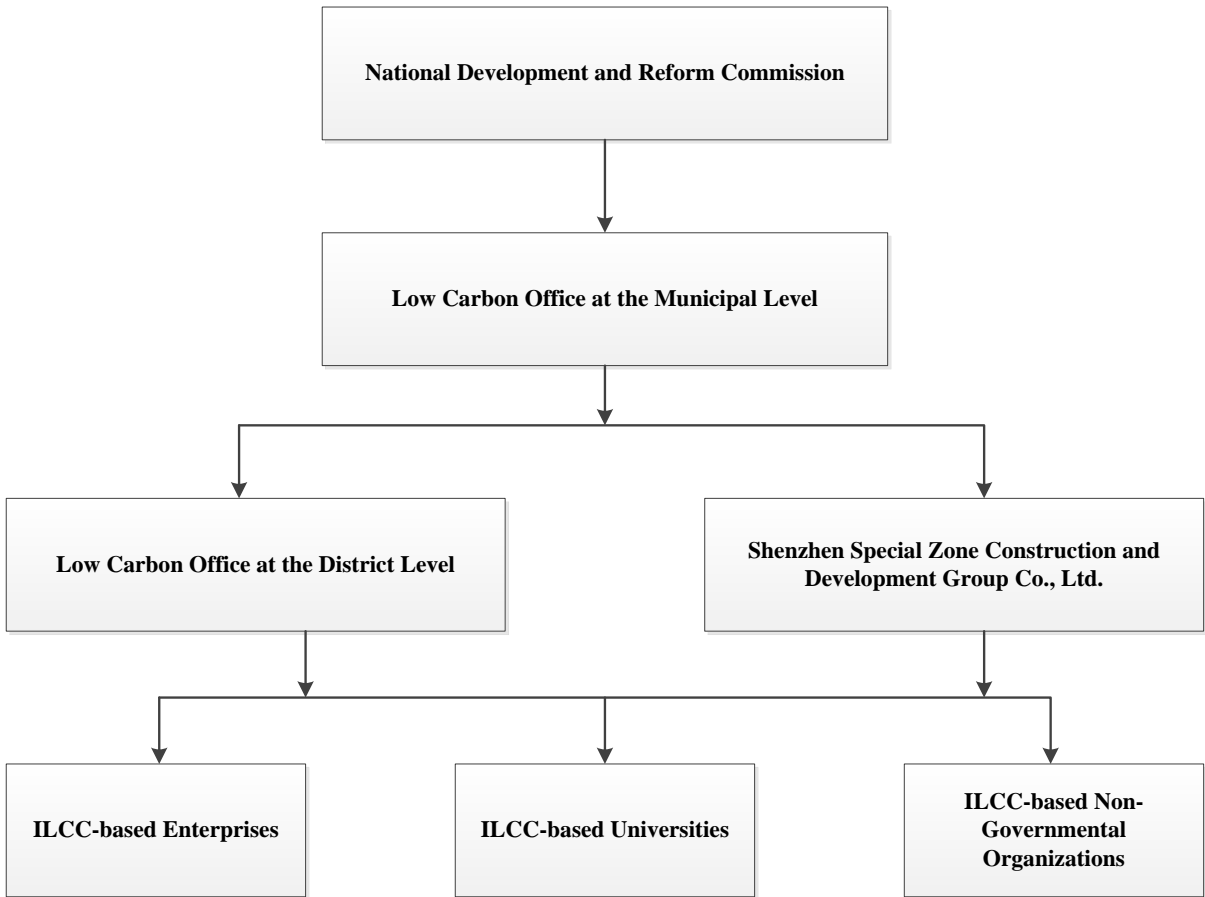 National Development and Reform Commission
Low Carbon Office at the Municipal Level
Low Carbon Office at the District Level
Shenzhen Special Zone Construction and
Development Group Co., Ltd.
ILCC-based Enterprises
ILCC-based Universities
ILCC-based Non-
Governmental
Organizations